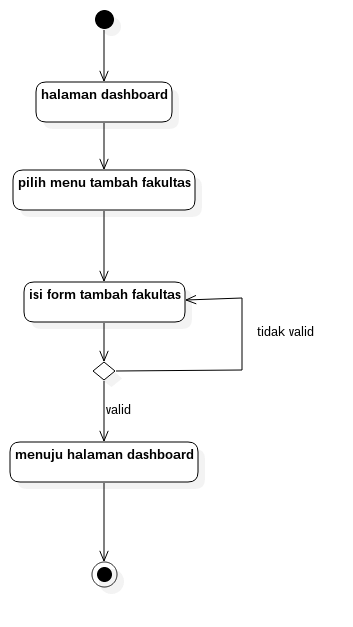 halaman dashboard
pilih menu tambah fakultas
isi form tambah fakultas
tidak valid
valid
menuju halaman dashboard